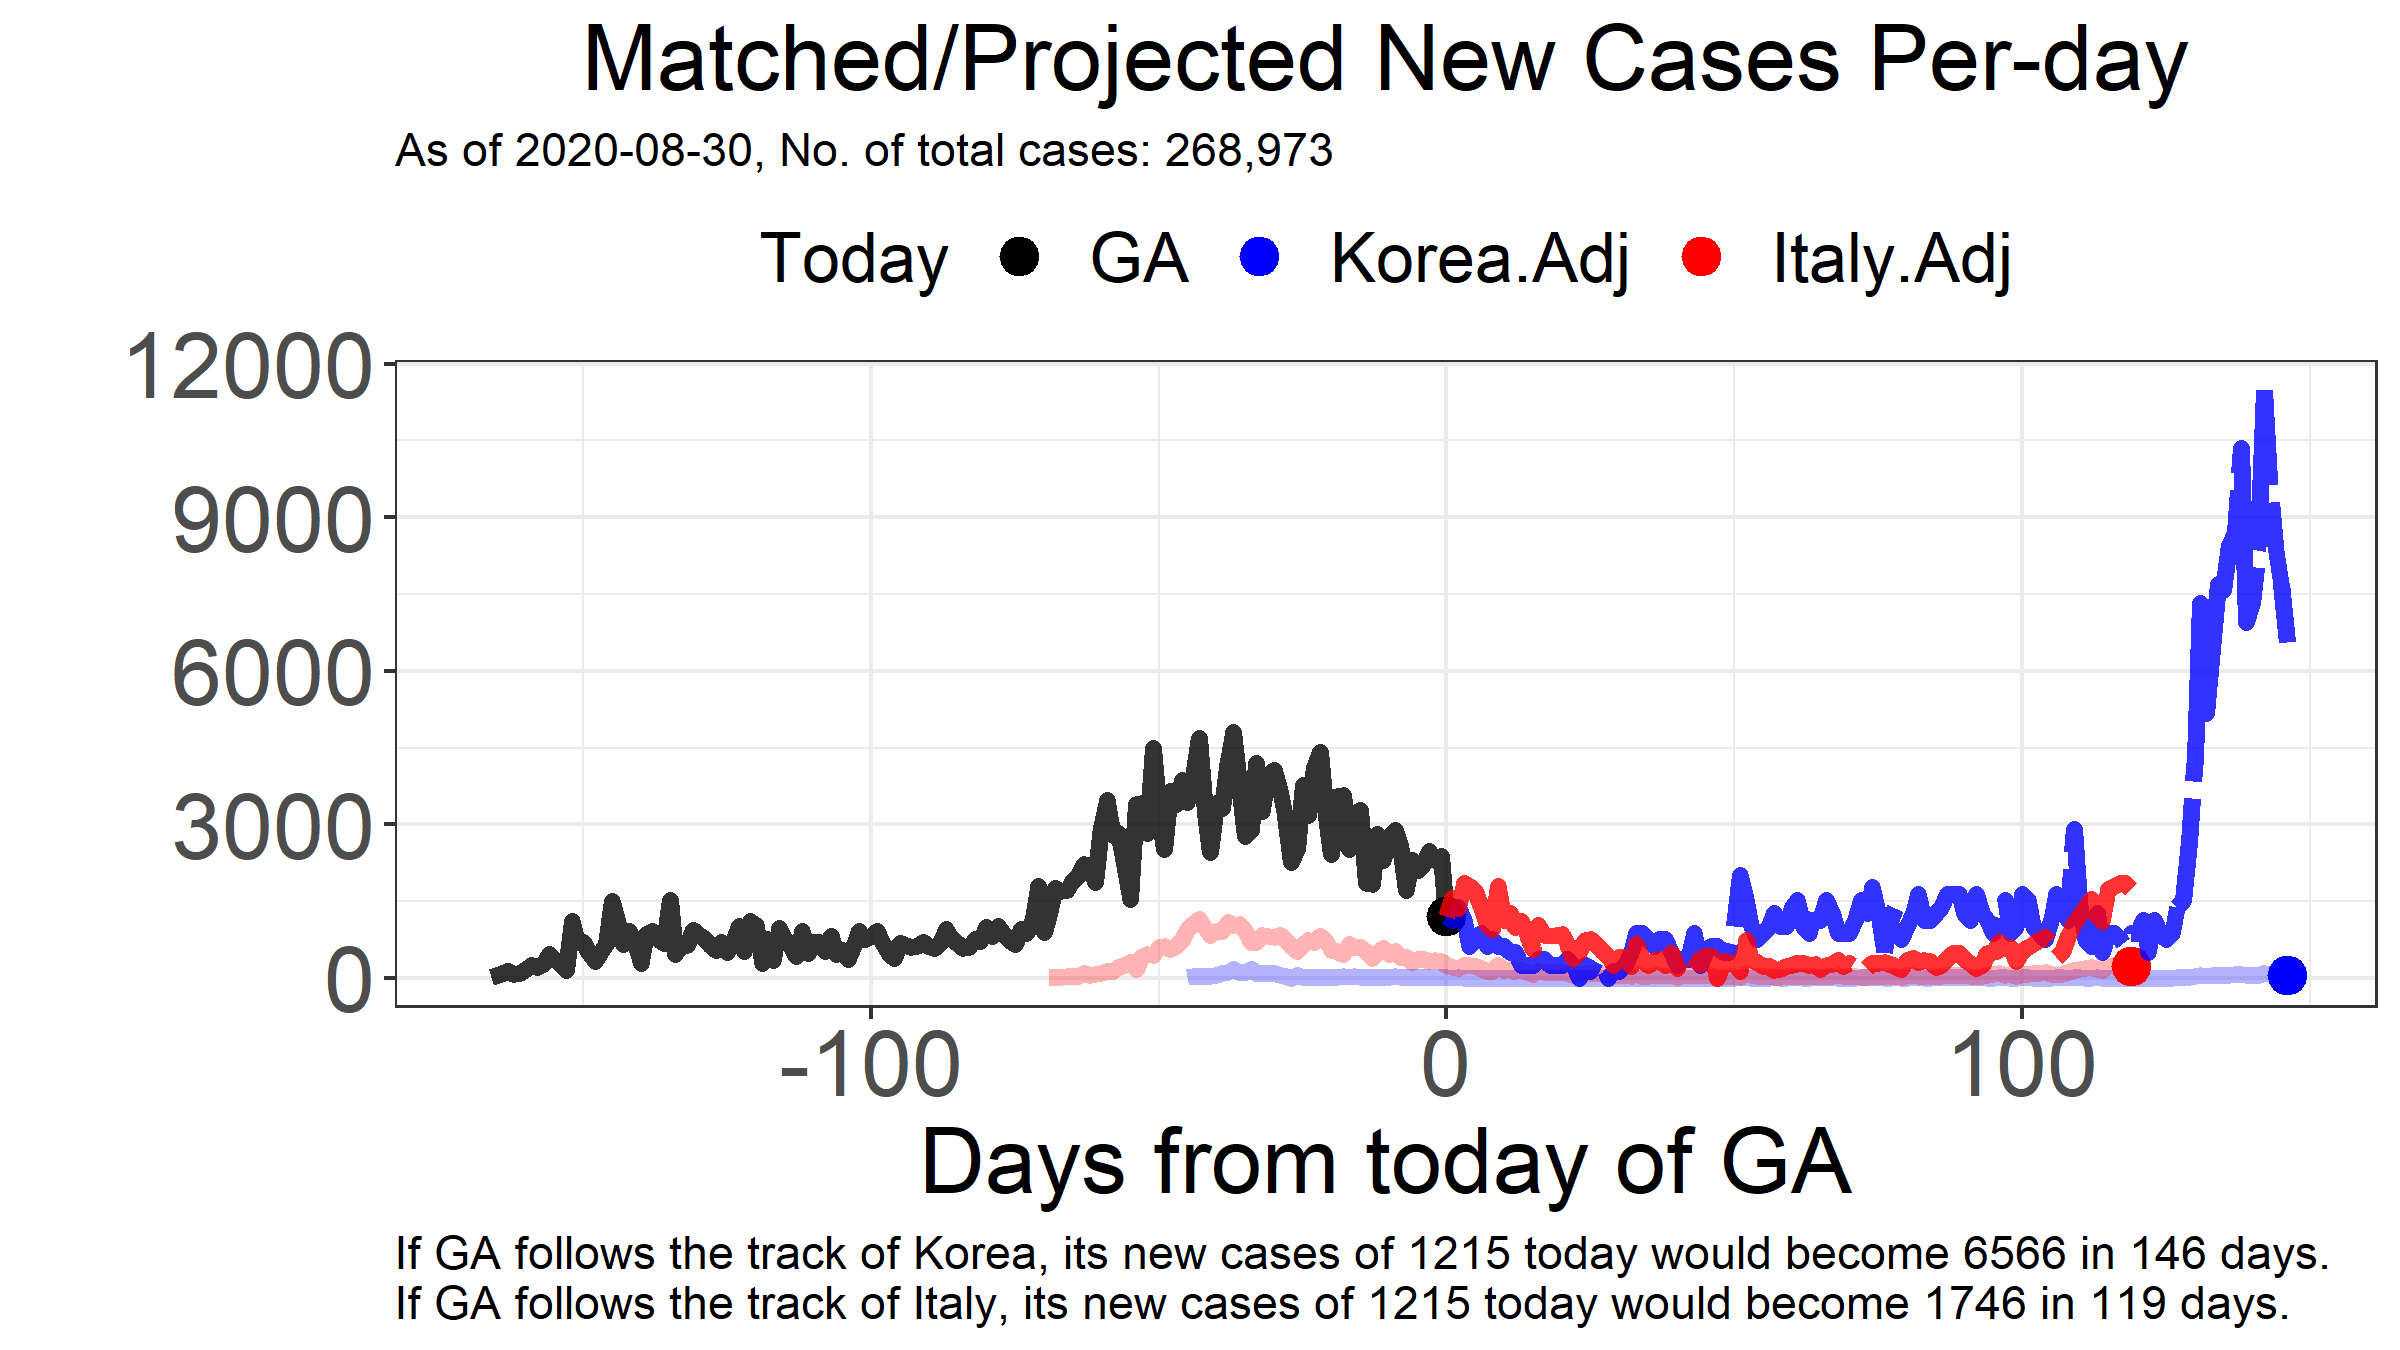 Matched/Projected New Cases Per-day
As of 2020-08-30, No. of total cases: 268,973
Today GA Korea.Adj Italy.Adj
12000
9000
6000
3000
0
-100 0 100
Days from today of GA
If GA follows the track of Korea, its new cases of 1215 today would become 6566 in 146 days.
If GA follows the track of Italy, its new cases of 1215 today would become 1746 in 119 days.